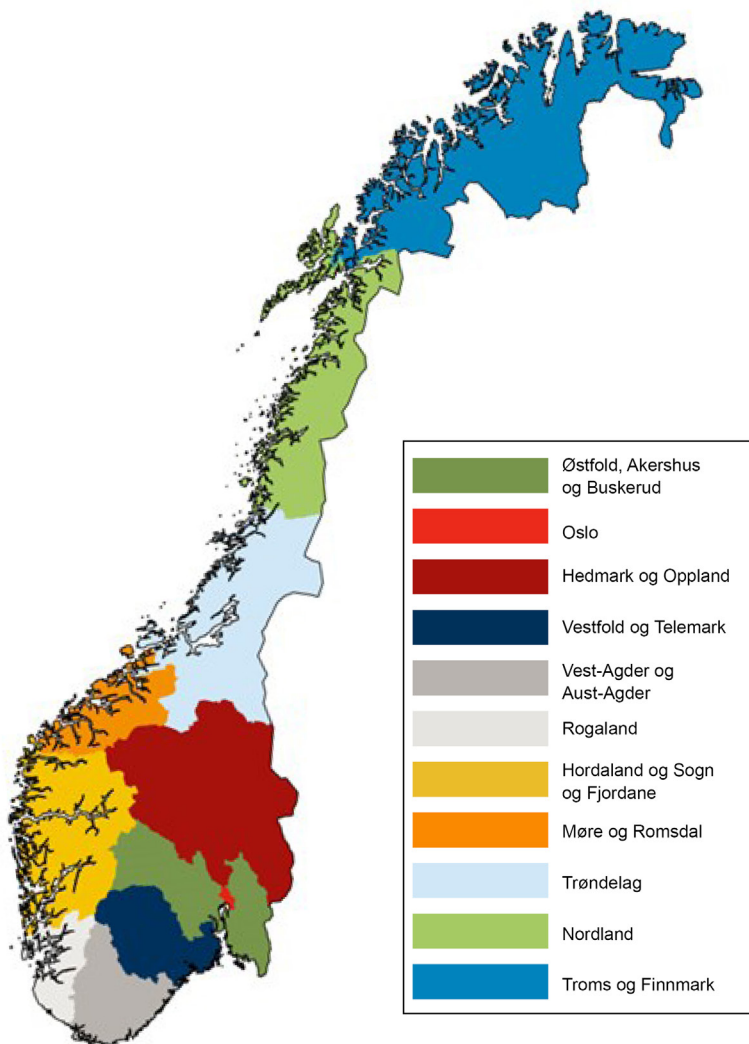 Østfold, Akershus
og Buskerud
Oslo
Hedmark og Oppland
Vestfold og Telemark
Vest-Agder og
Aust-Agder
Rogaland
Hordaland og Sogn
og Fjordane
Møre og Romsdal
Trøndelag
Nordland
Troms og Finnmark